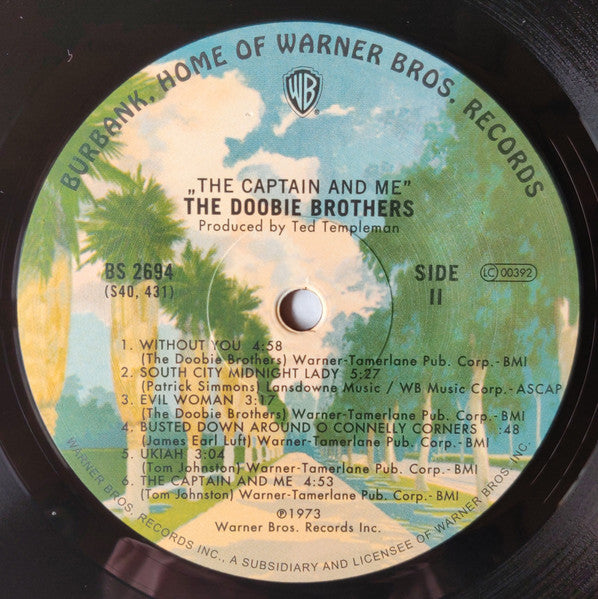 BURBANK, HOME OF WARNER BROS. RECORDS
WB
®
„THE CAPTAIN AND ME"
THE DOOBIE BROTHERS
Produced by Ted Templeman
BS 2694
(S40, 431)
SIDE
II
LC 00392
1. WITHOUT YOU 4:58
(The Doobie Brothers) Warner-Tamerlane Pub. Corp.-BMI
2. SOUTH CITY MIDNIGHT LADY 5:27
(Patrick Simmons) Lansdowne Music / WB Music Corp.-ASCAP
3. EVIL WOMAN 3:17
(The Doobie Brothers) Warner-Tamerlane Pub. Corp.-BMI
4. BUSTED DOWN AROUND O CONNELLY CORNERS :48
(James Earl Luft) Warner-Tamerlane Pub. Corp.-BMI
5. UKIAH 3:04
(Tom Johnston) Warner-Tamerlane Pub. Corp.-BMI
6. THE CAPTAIN AND ME 4:53
(Tom Johnston) Warner-Tamerlane Pub. Corp.-BMI
℗1973
Warner Bros. Records Inc.
WARNER BROS. RECORDS INC., A SUBSIDIARY AND LICENSEE OF WARNER BROS. INC.